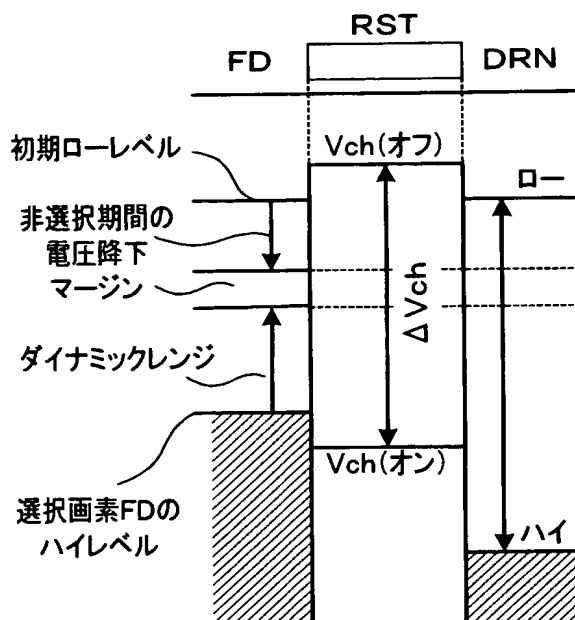 RST
FD
DRN
Vch(オフ)
初期ローレベル
ロー
非選択期間の
電圧降下
マージン
ΔVch
ダイナミックレンジ
Vch(オン)
選択画素FDの
ハイレベル
ハイ